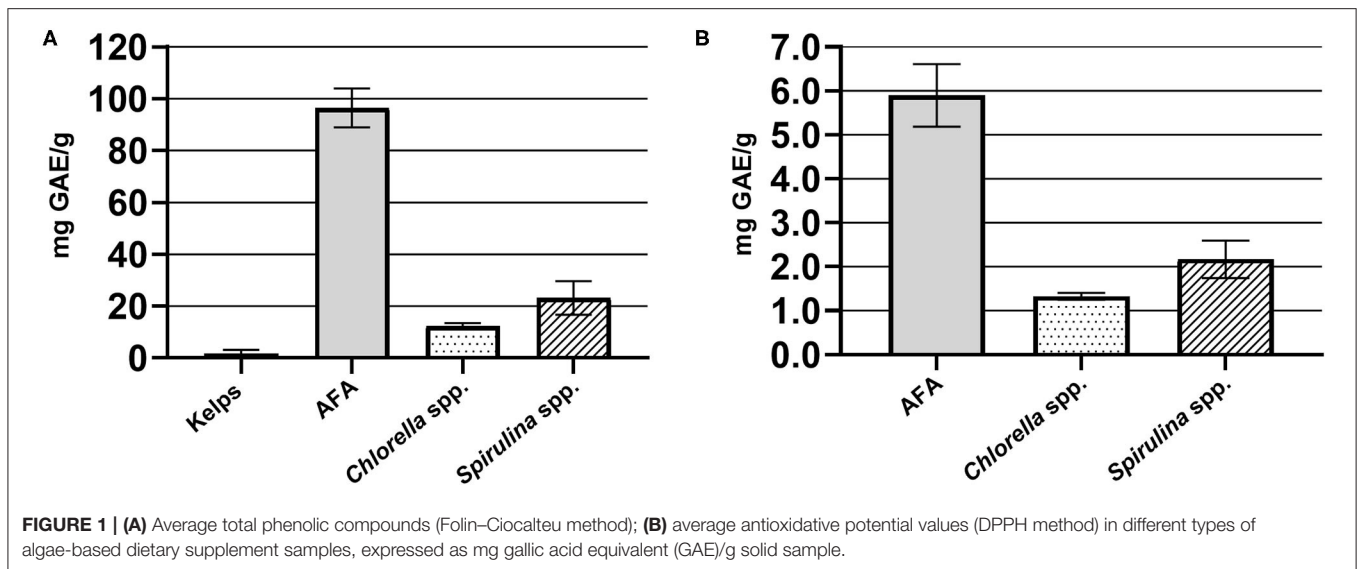 A
120
100
80
60
40
20
0
mg GAE/g
Kelps
AFA
Chlorella spp.
Spirulina spp.
B
7.0
6.0
5.0
4.0
3.0
2.0
1.0
0.0
mg GAE/g
AFA
Chlorella spp.
Spirulina spp.
FIGURE 1 | (A) Average total phenolic compounds (Folin–Ciocalteu method); (B) average antioxidative potential values (DPPH method) in different types of
algae-based dietary supplement samples, expressed as mg gallic acid equivalent (GAE)/g solid sample.